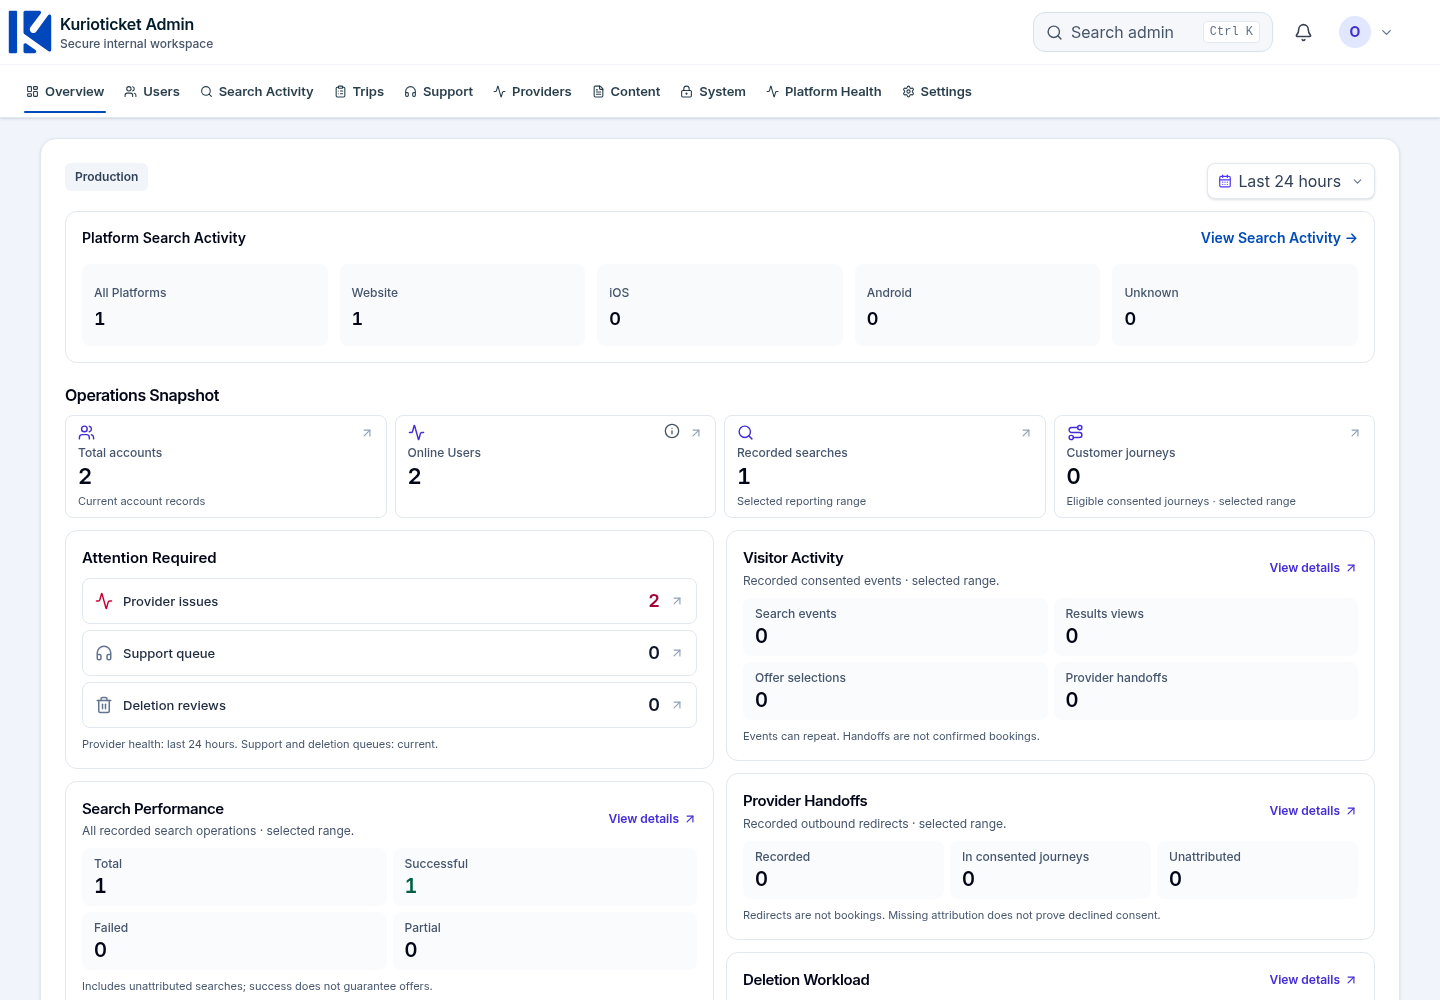 Kurioticket Admin
Secure internal workspace
Search admin
Ctrl K
O
Overview
Users
Search Activity
Trips
Support
Providers
Content
System
Platform Health
Settings
Production
Last 24 hours
Platform Search Activity
View Search Activity →
All Platforms
1
Website
1
iOS
0
Android
0
Unknown
0
Operations Snapshot
Total accounts
2
Current account records
Online Users
2
Recorded searches
1
Selected reporting range
Customer journeys
0
Eligible consented journeys · selected range
Attention Required
Provider issues
2
Support queue
0
Deletion reviews
0
Provider health: last 24 hours. Support and deletion queues: current.
Search Performance
All recorded search operations · selected range.
View details
Total
1
Successful
1
Failed
0
Partial
0
Includes unattributed searches; success does not guarantee offers.
Visitor Activity
Recorded consented events · selected range.
View details
Search events
0
Results views
0
Offer selections
0
Provider handoffs
0
Events can repeat. Handoffs are not confirmed bookings.
Provider Handoffs
Recorded outbound redirects · selected range.
View details
Recorded
0
In consented journeys
0
Unattributed
0
Redirects are not bookings. Missing attribution does not prove declined consent.
Deletion Workload
View details